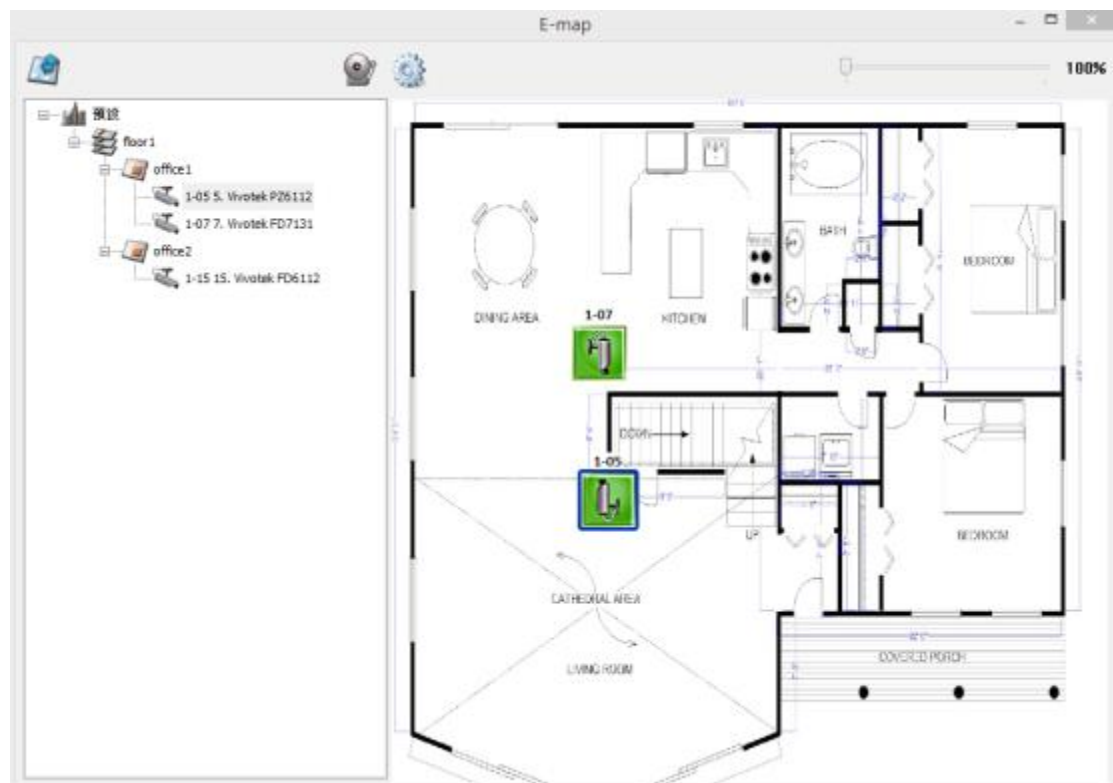 E-map
100%
預設
floor1
office1
1-05 5. Vivotek PZ6112
1-07 7. Vivotek FD7131
office2
1-15 15. Vivotek FD6112
BATH
BEDROOM
DINING AREA
1-07
KITCHEN
DOWN
1-05
UP
BEDROOM
CATHEDRAL AREA
COVERED PORCH
LIVING ROOM